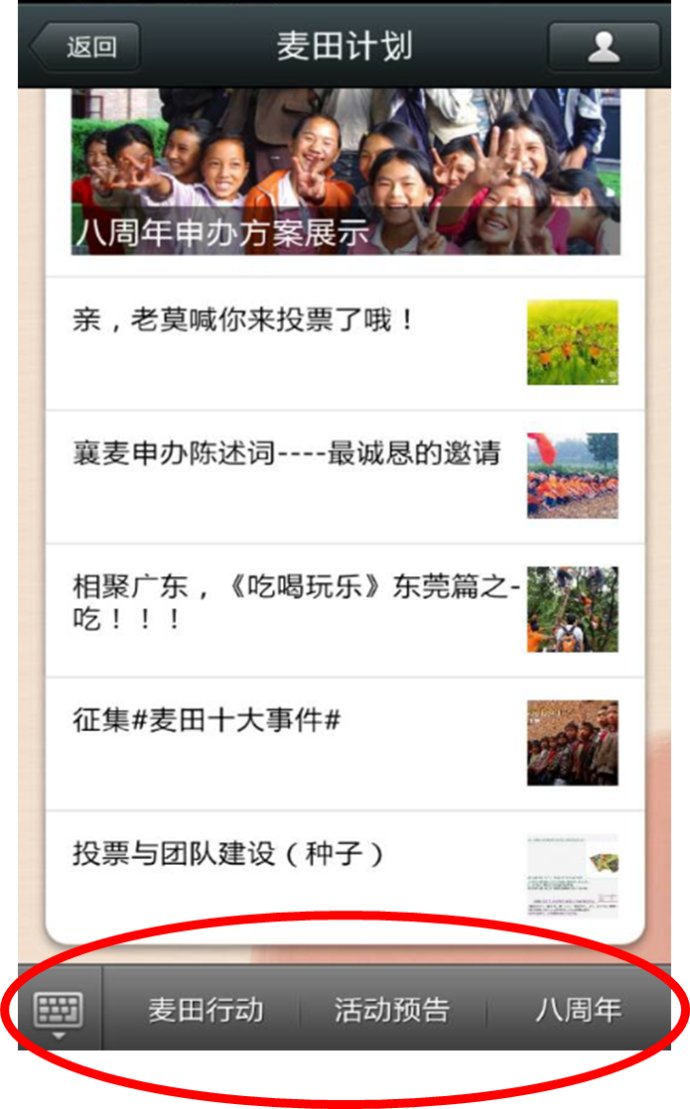 返回
麦田计划
八周年申办方案展示
亲，老莫喊你来投票了哦！
襄麦申办陈述词----最诚恳的邀请
相聚广东，《吃喝玩乐》东莞篇之-
吃！！！
征集#麦田十大事件#
投票与团队建设（种子）
麦田行动
活动预告
八周年